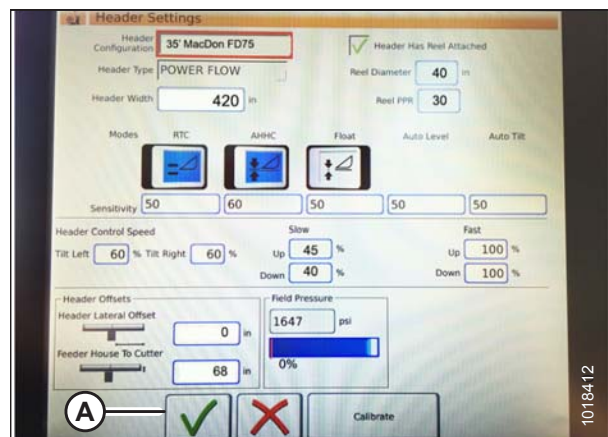 Header Settings
Header Configuration
35' MacDon FD75
Header Has Reel Attached
Header Type
POWER FLOW
Reel Diameter 40 in
Header Width 420 in
Reel PPR 30
Modes RTC AHHC Float Auto Level Auto Tilt
Sensitivity 50 60 50 50 50
Header Control Speed Slow Fast
Tilt Left 60 % Tilt Right 60 % Up 45 % Up 100 %
Down 40 % Down 100 %
Header Offsets
Field Pressure
Header Lateral Offset
0 in
1647 psi
Feeder House To Cutter
68 in
0%
A
Calibrate
1018412